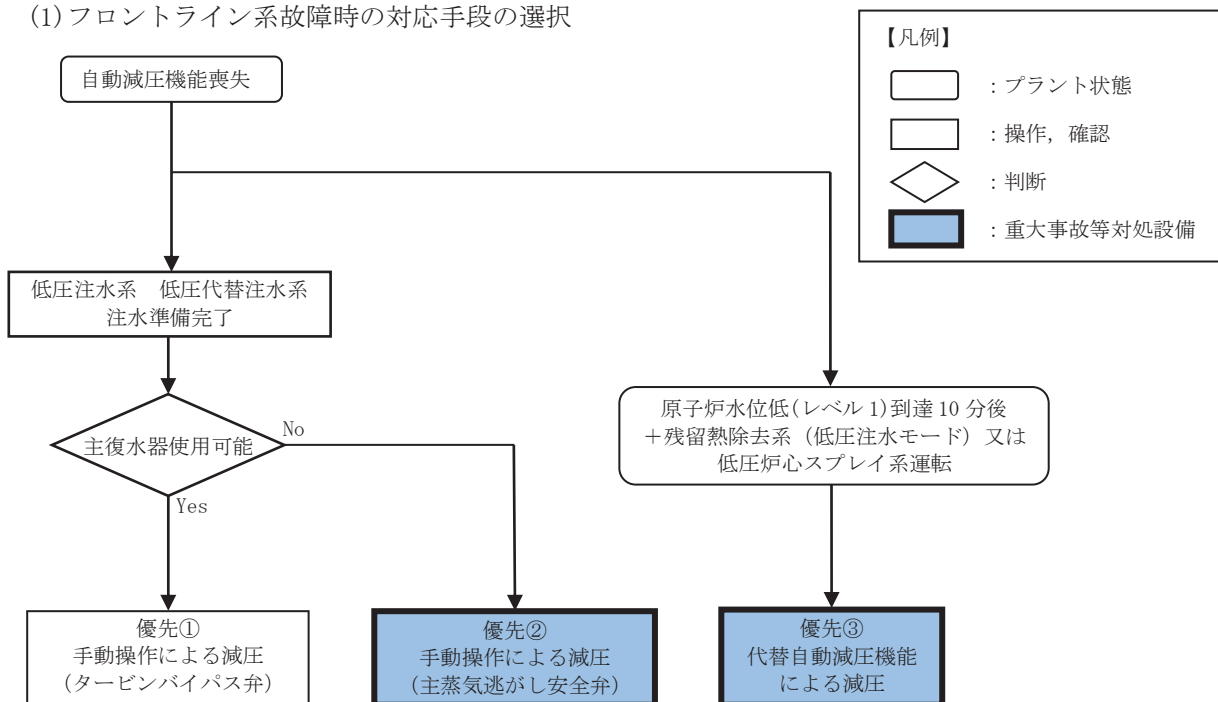 (1)フロントライン系故障時の対応手段の選択
自動減圧機能喪失
【凡例】
：プラント状態
：操作，確認
：判断
：重大事故等対処設備
低圧注水系　低圧代替注水系
注水準備完了
主復水器使用可能
No
Yes
原子炉水位低(レベル1)到達10分後
＋残留熱除去系（低圧注水モード）又は
低圧炉心スプレイ系運転
優先①
手動操作による減圧
(タービンバイパス弁)
優先②
手動操作による減圧
(主蒸気逃がし安全弁)
優先③
代替自動減圧機能
による減圧